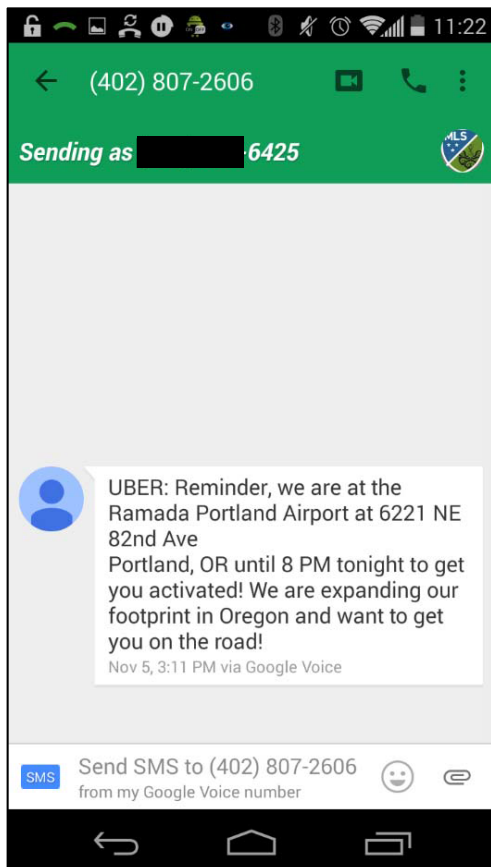 11:22
(402) 807-2606
Sending as -6425
MLS
UBER: Reminder, we are at the
Ramada Portland Airport at 6221 NE
82nd Ave
Portland, OR until 8 PM tonight to get
you activated! We are expanding our
footprint in Oregon and want to get
you on the road!
Nov 5, 3:11 PM via Google Voice
SMS
Send SMS to (402) 807-2606
from my Google Voice number